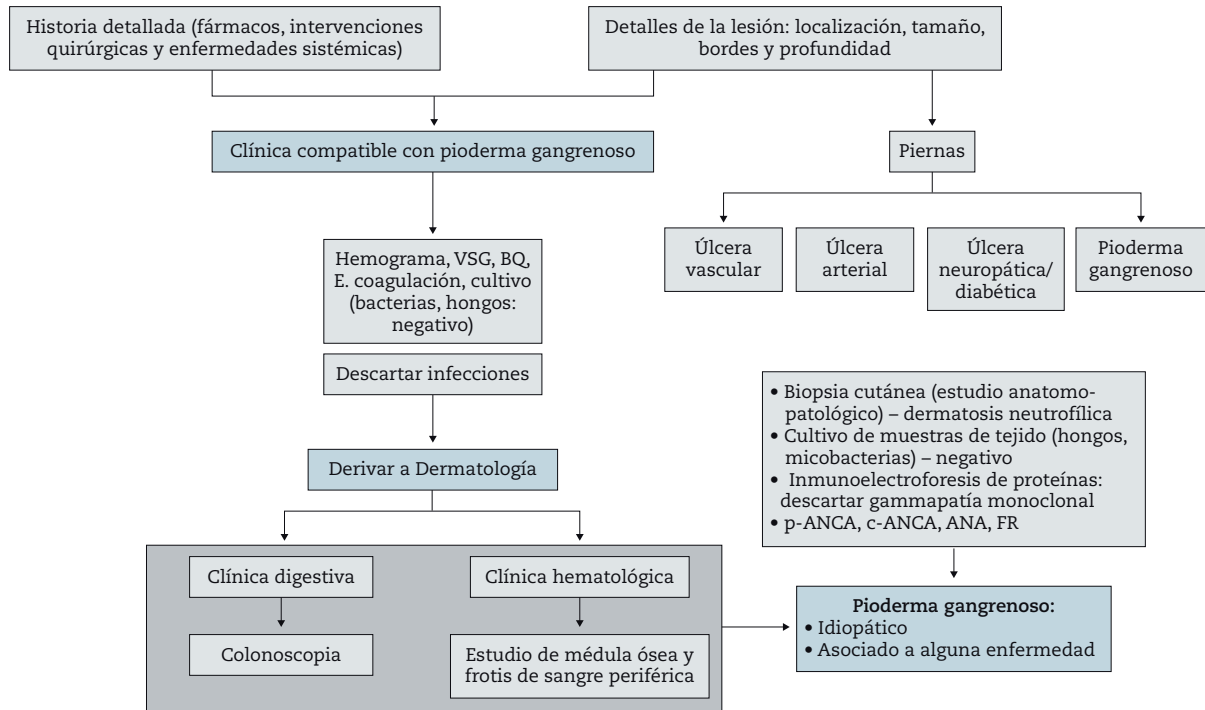 Historia detallada (fármacos, intervenciones
quirúrgicas y enfermedades sistémicas)
Detalles de la lesión: localización, tamaño,
bordes y profundidad
Clínica compatible con pioderma gangrenoso
Piernas
Úlcera
vascular
Úlcera
arterial
Úlcera
neuropática/
diabética
Pioderma
gangrenoso
Hemograma, VSG, BQ,
E. coagulación, cultivo
(bacterias, hongos:
negativo)
Descartar infecciones
Derivar a Dermatología
• Biopsia cutánea (estudio anatomo-
patológico) – dermatosis neutrofílica
• Cultivo de muestras de tejido (hongos,
micobacterias) – negativo
• Inmunoelectroforesis de proteínas:
descartar gammapatía monoclonal
• p-ANCA, c-ANCA, ANA, FR
Clínica digestiva
Colonoscopia
Clínica hematológica
Estudio de médula ósea y
frotis de sangre periférica
Pioderma gangrenoso:
• Idiopático
• Asociado a alguna enfermedad